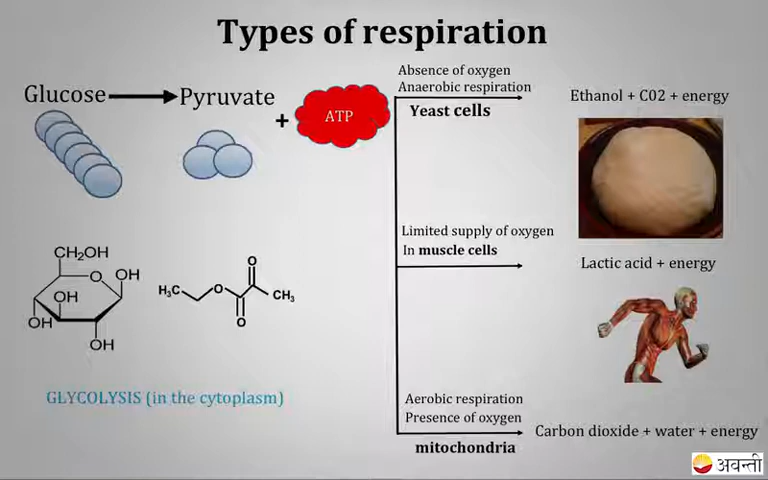 Types of respiration
Glucose
Pyruvate
+
ATP
Absence of oxygen
Anaerobic respiration
Yeast cells
Ethanol + C02 + energy
Limited supply of oxygen
In muscle cells
Lactic acid + energy
CH₂OH
O
OH
OH
OH
OH
H₃C
O
O
O
CH₃
GLYCOLYSIS (in the cytoplasm)
Aerobic respiration
Presence of oxygen
mitochondria
Carbon dioxide + water + energy
अवन्ती